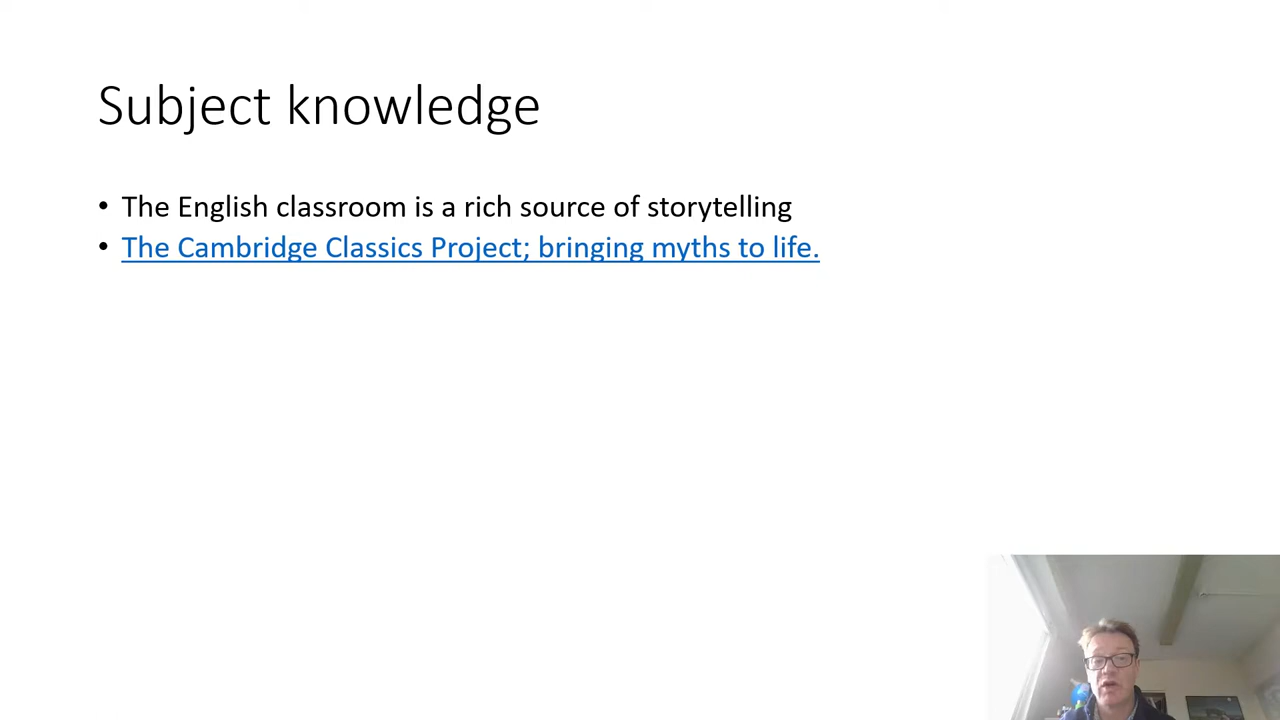 Subject knowledge
• The English classroom is a rich source of storytelling
• The Cambridge Classics Project; bringing myths to life.